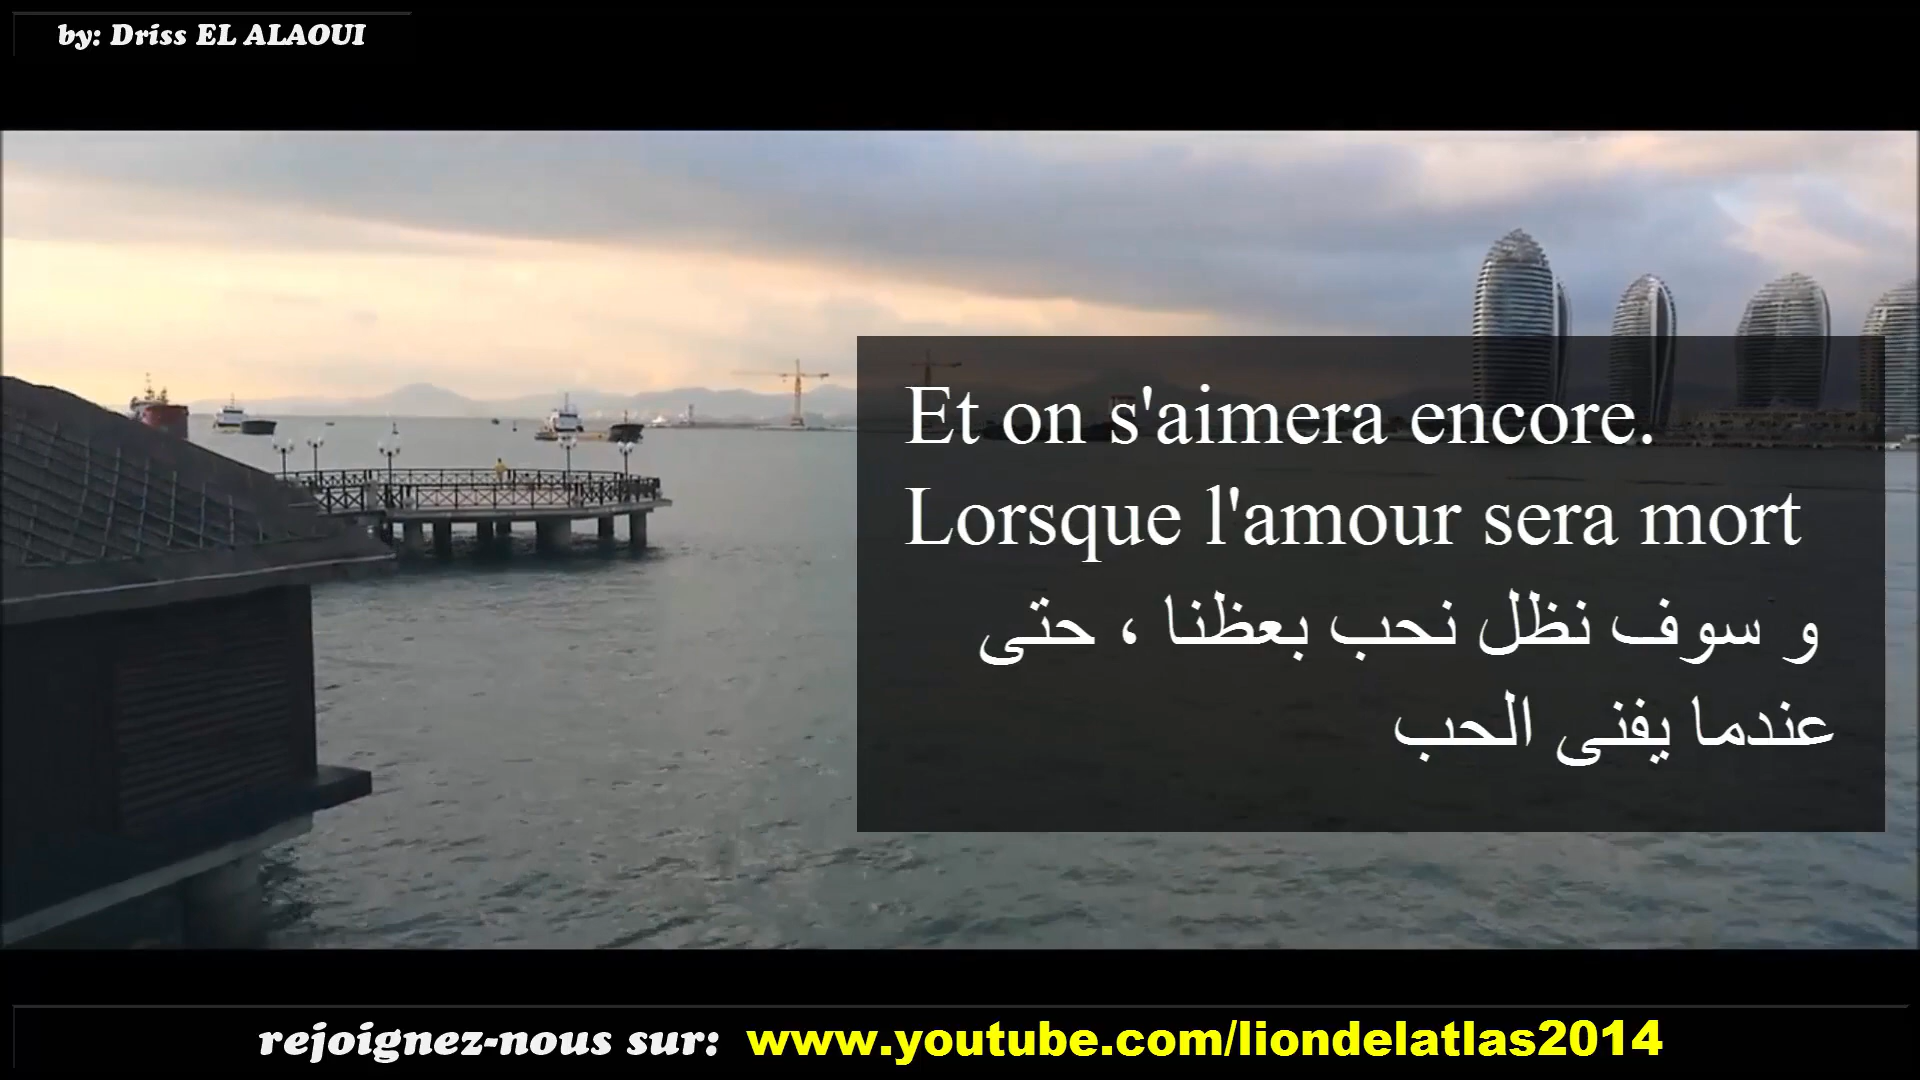 by: Driss EL ALAOUI
Et on s'aimera encore.
Lorsque l'amour sera mort
و سوف نظل نحب بعظنا ، حتى
عندما يفنى الحب
rejoignez-nous sur: www.youtube.com/liondelatlas2014